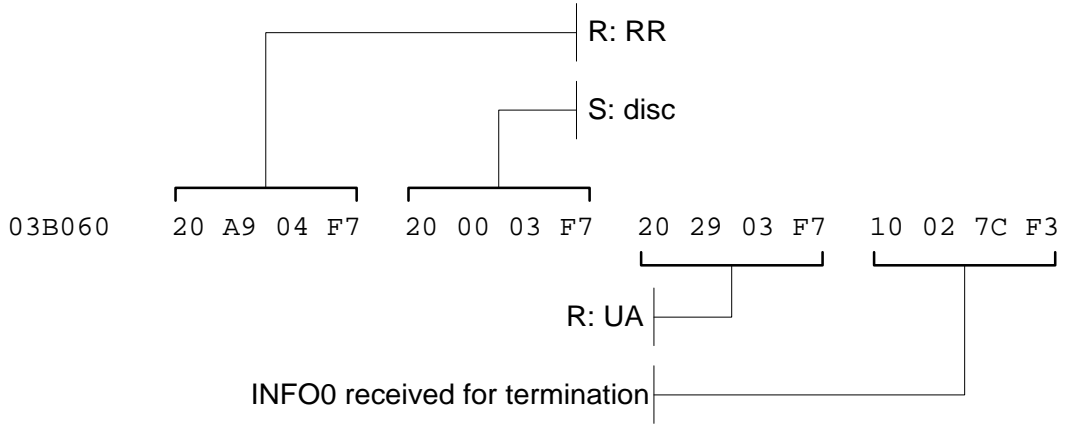 R: RR
S: disc
03B060 20 A9 04 F7 20 00 03 F7 20 29 03 F7 10 02 7C F3
R: UA
INFO0 received for termination